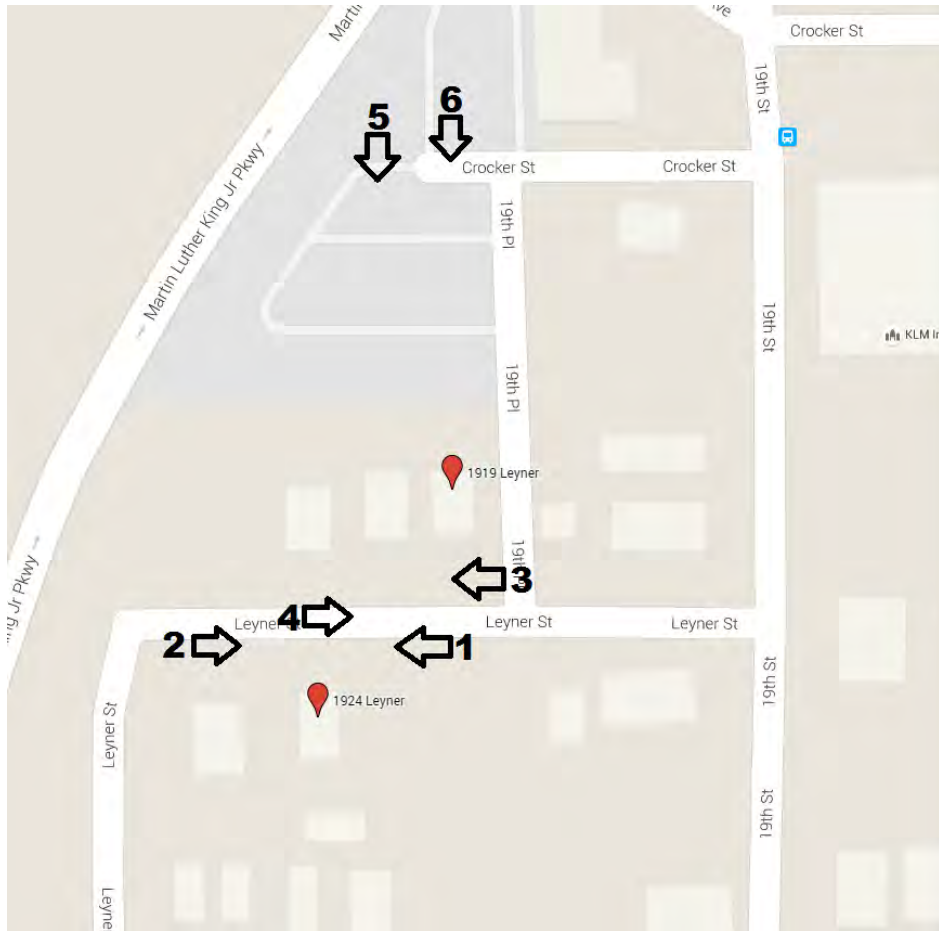 Crocker St
19th St
5
6
Crocker St
Crocker St
19th Pl
← Martin Luther King Jr Pkwy →
19th St
KLM In
19th Pl
1919 Leyner
3
4
Leyner St
Leyner St
2
1
19th St
1924 Leyner
Leyner St
19th St
Leyne